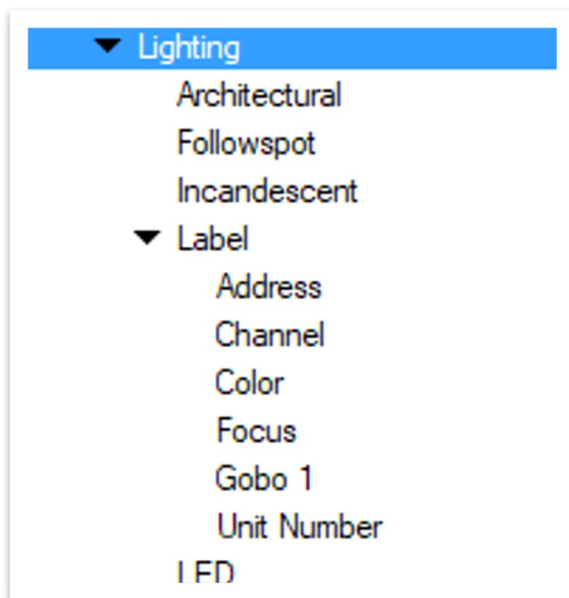 Lighting
Architectural
Followspot
Incandescent
Label
Address
Channel
Color
Focus
Gobo 1
Unit Number
LED